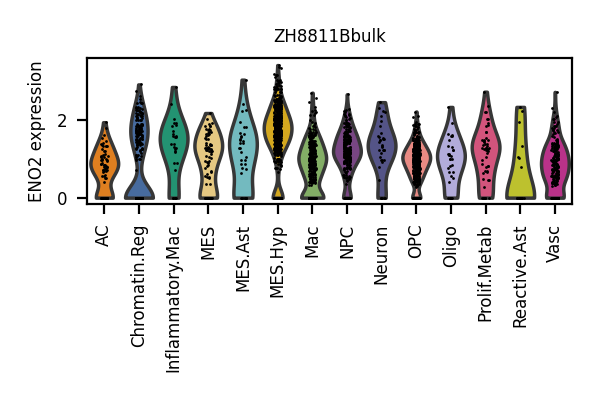 ZH8811Bbulk
ENO2 expression
2
0
AC
Chromatin.Reg
Inflammatory.Mac
MES
MES.Ast
MES.Hyp
Mac
NPC
Neuron
OPC
Oligo
Prolif.Metab
Reactive.Ast
Vasc